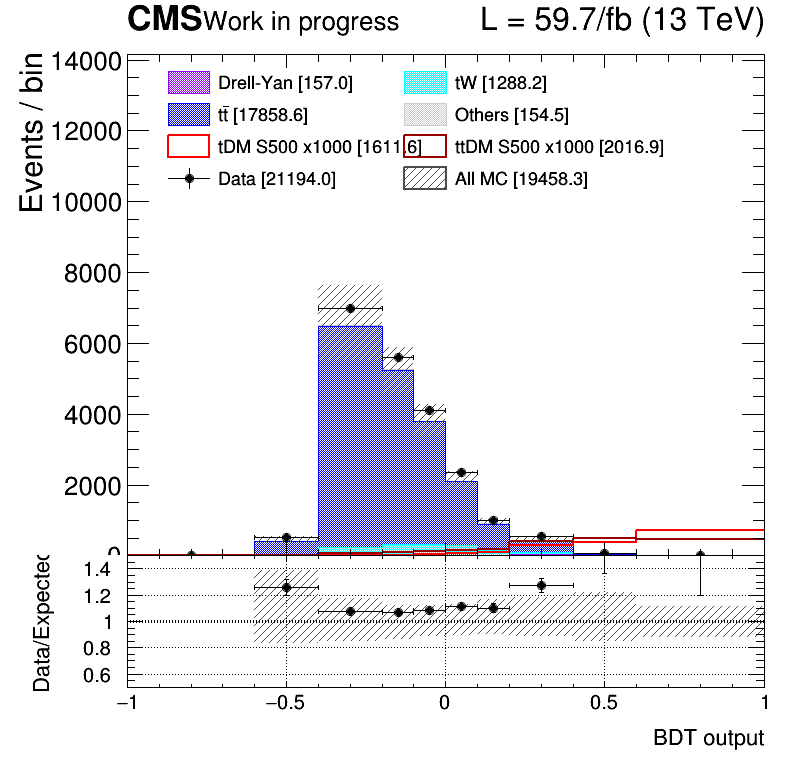 CMS Work in progress L = 59.7/fb (13 TeV)
Events / bin
14000
12000
10000
8000
6000
4000
2000
0
Drell-Yan [157.0]
tW [1288.2]
tt̄ [17858.6]
Others [154.5]
tDM S500 x1000 [1611.6]
ttDM S500 x1000 [2016.9]
Data [21194.0]
All MC [19458.3]
Data/Expected
1.4
1.2
1
0.8
0.6
−1 −0.5 0 0.5 1
BDT output